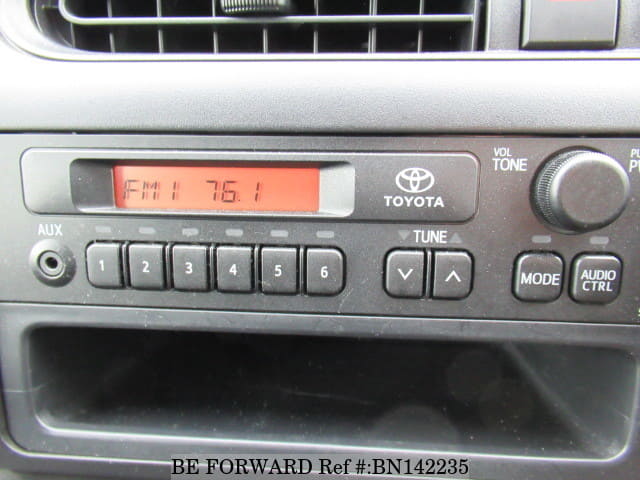 VOL
TONE
FM1 76.1
TOYOTA
AUX
TUNE
1 2 3 4 5 6
MODE
AUDIO
CTRL
BE FORWARD Ref #:BN142235